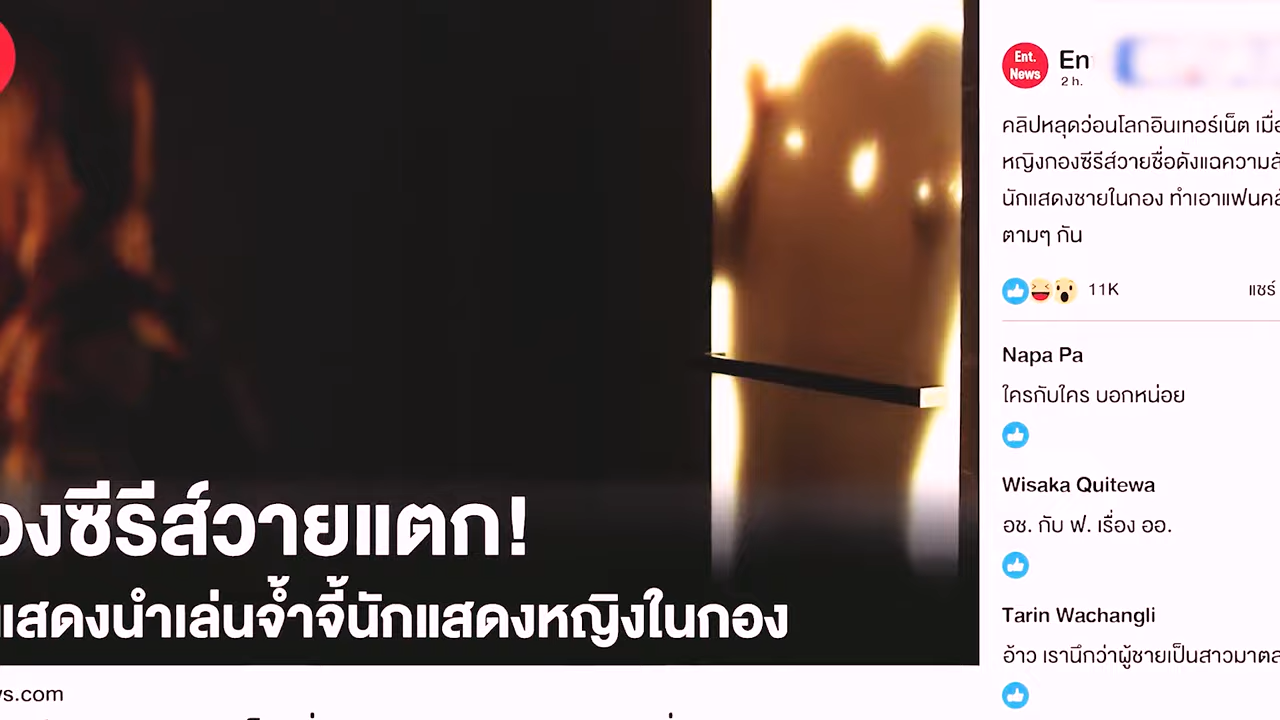 องซีรีส์วายแตก!
แสดงนำเล่นจ้ำจี้นักแสดงหญิงในกอง
ws.com
Ent.
News
En
2 h.
คลิปหลุดว่อนโลกอินเทอร์เน็ต เมื่อ
หญิงกองซีรีส์วายชื่อดังแฉความสั
นักแสดงชายในกอง ทำเอาแฟนคลั
ตามๆ กัน
11K
แชร์
Napa Pa
ใครกับใคร บอกหน่อย
Wisaka Quitewa
อช. กับ ฟ. เรื่อง ออ.
Tarin Wachangli
อ้าว เรานึกว่าผู้ชายเป็นสาวมาตล